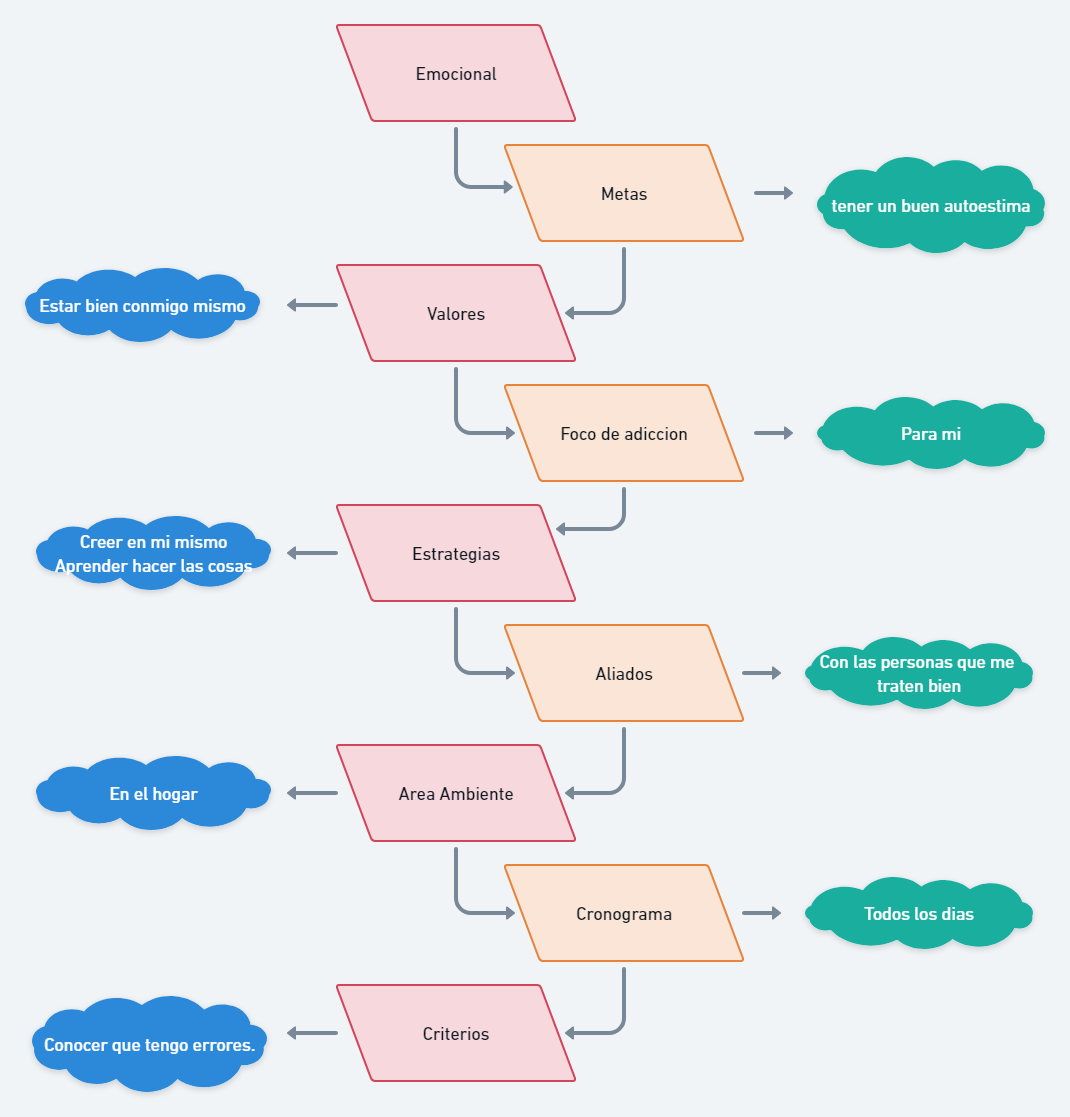 Emocional
Metas
tener un buen autoestima
Estar bien conmigo mismo
Valores
Foco de adiccion
Para mi
Creer en mi mismo
Aprender hacer las cosas
Estrategias
Aliados
Con las personas que me
traten bien
En el hogar
Area Ambiente
Cronograma
Todos los dias
Conocer que tengo errores.
Criterios